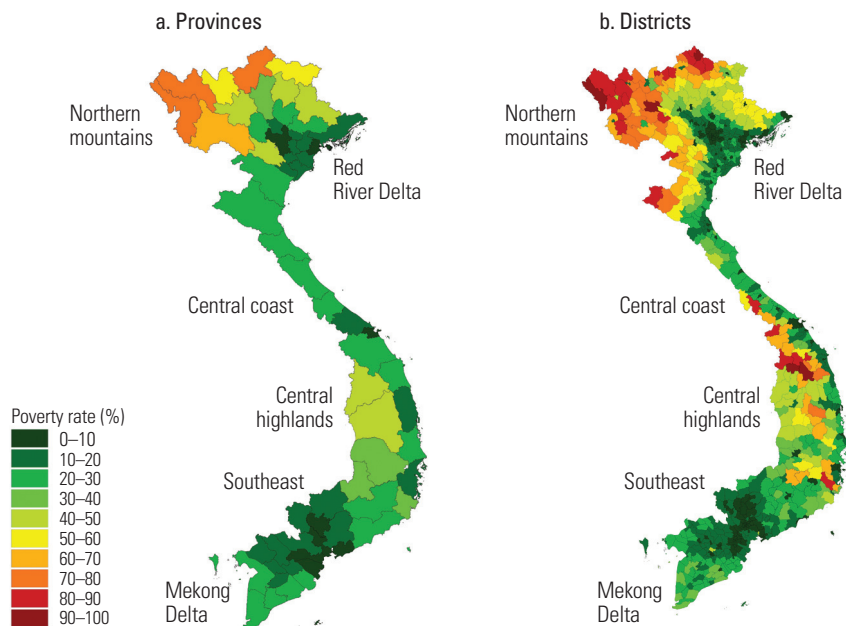 a. Provinces
Northern
mountains
Red
River Delta
Central coast
Central
highlands
Southeast
Mekong
Delta
Poverty rate (%)
0–10
10–20
20–30
30–40
40–50
50–60
60–70
70–80
80–90
90–100
b. Districts
Northern
mountains
Red
River Delta
Central coast
Central
highlands
Southeast
Mekong
Delta